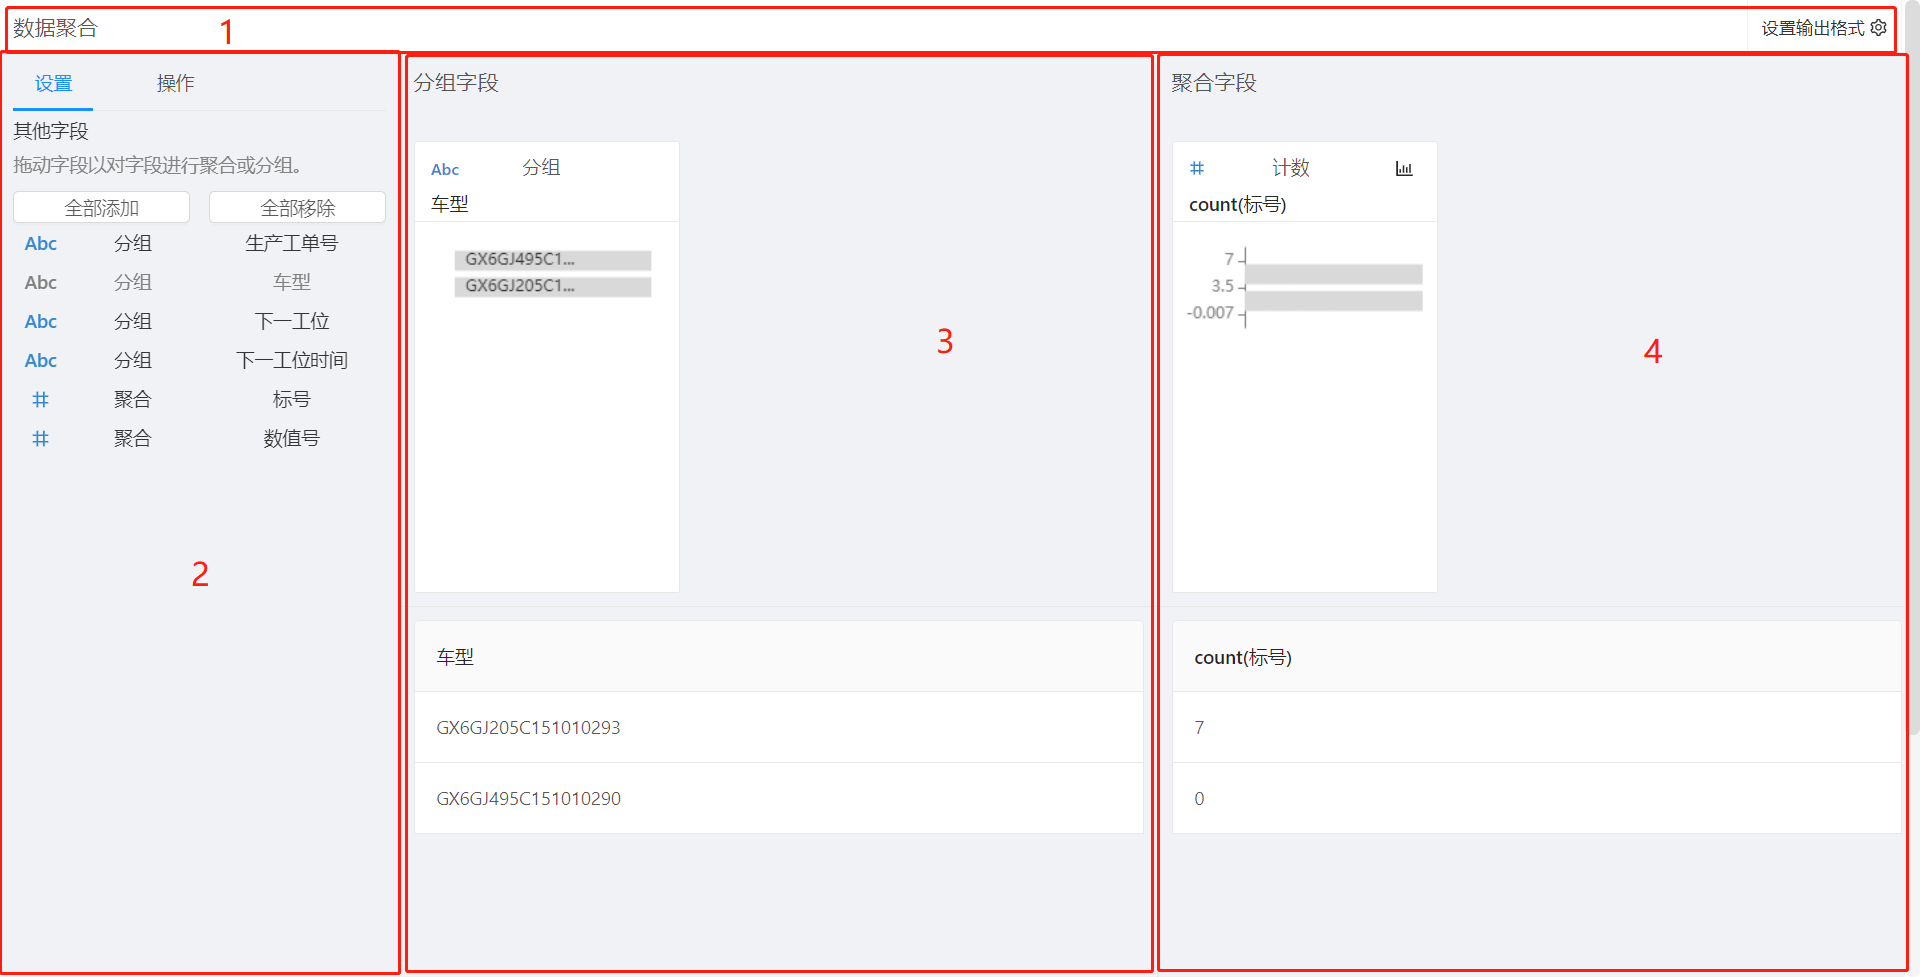 数据聚合
1
设置输出格式
设置 操作
其他字段
拖动字段以对字段进行聚合或分组。
全部添加 全部移除
Abc 分组 生产工单号
Abc 分组 车型
Abc 分组 下一工位
Abc 分组 下一工位时间
# 聚合 标号
# 聚合 数值号
2
分组字段
Abc 分组
车型
GX6GJ495C1...
GX6GJ205C1...
3
车型
GX6GJ205C151010293
GX6GJ495C151010290
聚合字段
# 计数
count(标号)
7
3.5
-0.007
4
count(标号)
7
0